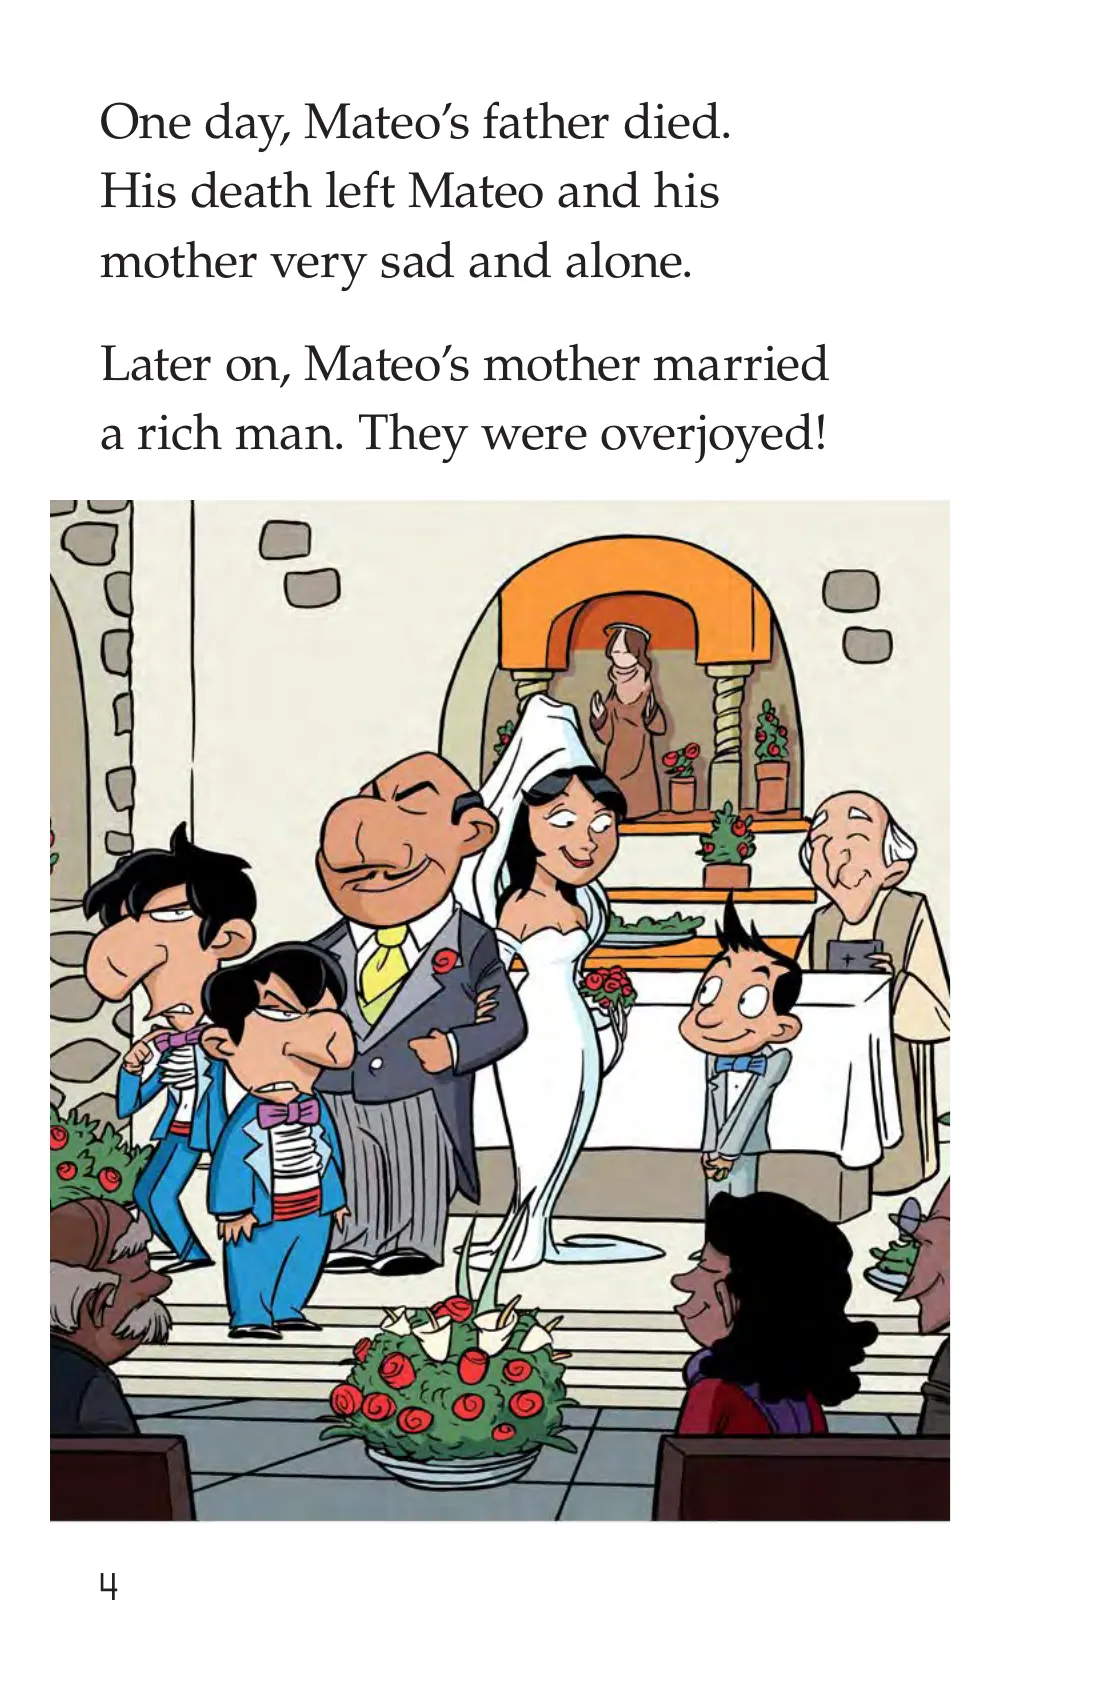 One day, Mateo’s father died.
His death left Mateo and his
mother very sad and alone.
Later on, Mateo’s mother married
a rich man. They were overjoyed!
4